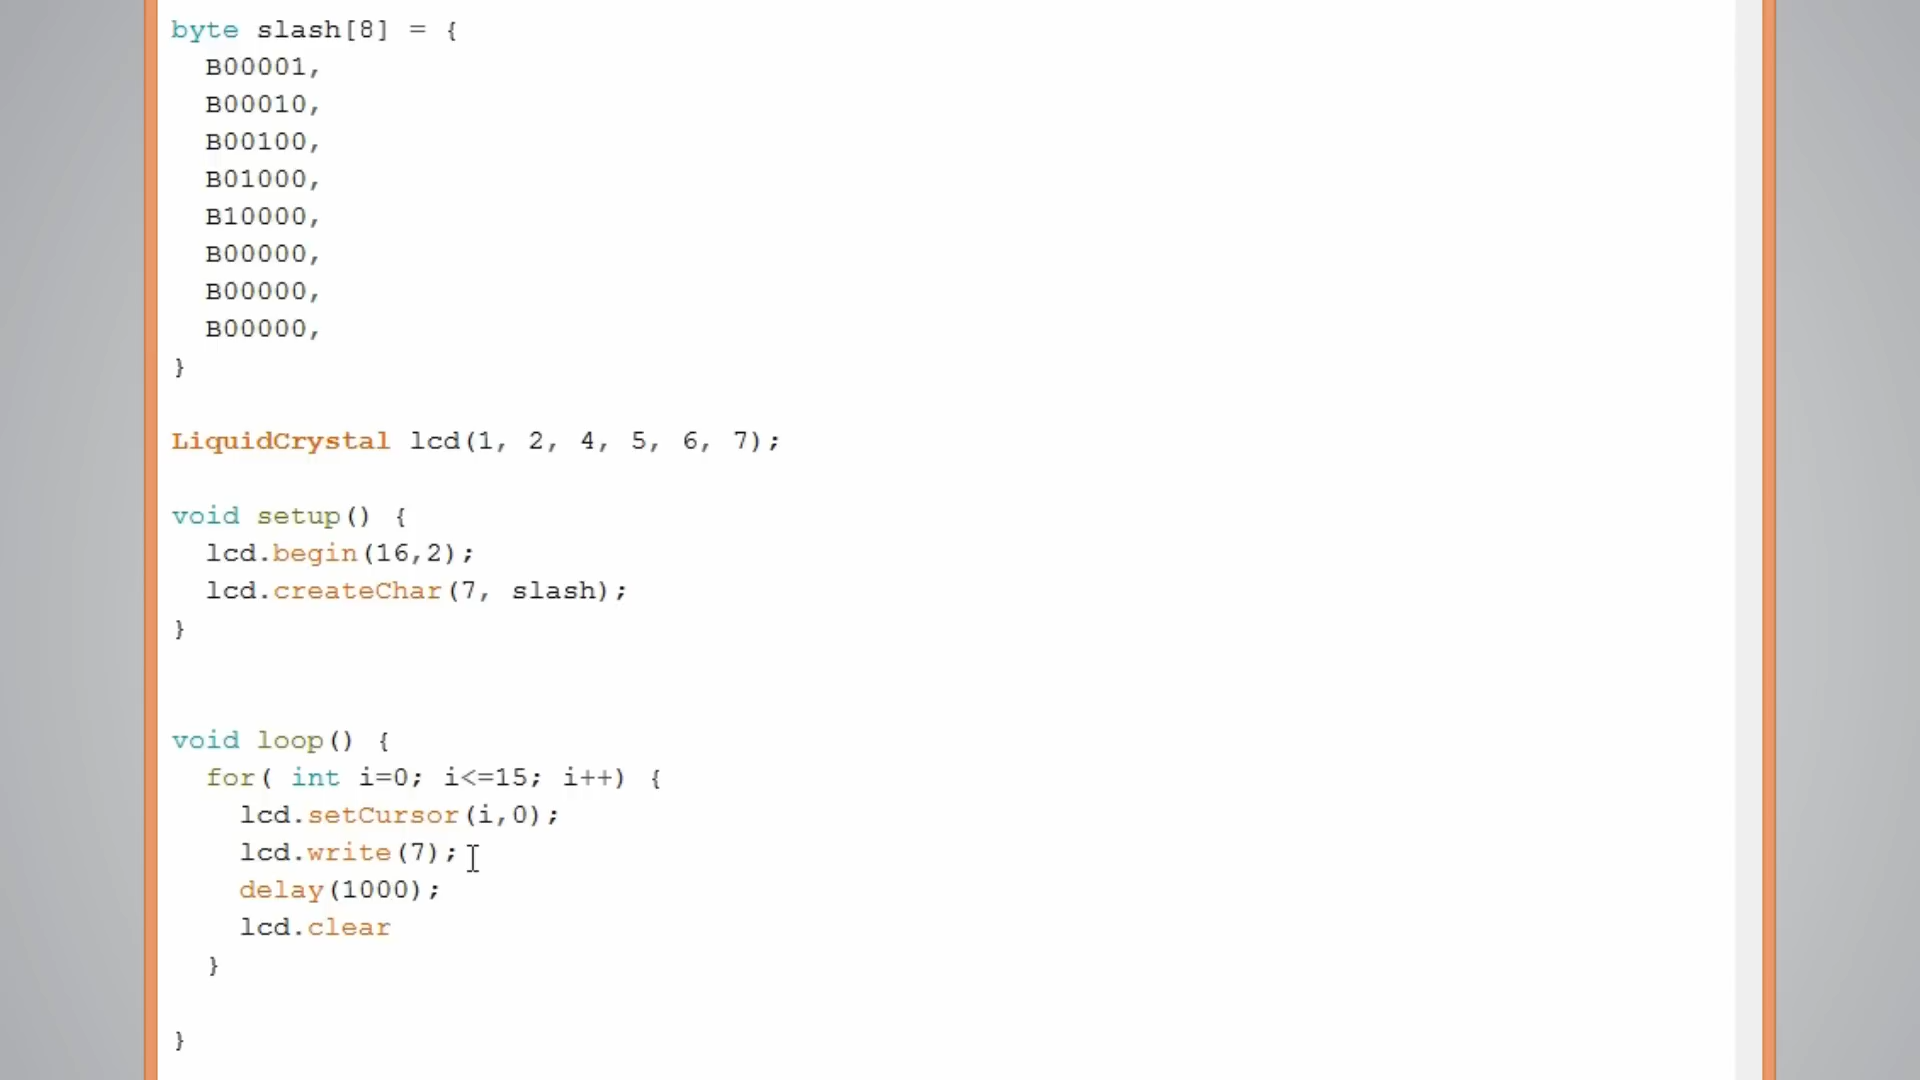 byte slash[8] = {
  B00001,
  B00010,
  B00100,
  B01000,
  B10000,
  B00000,
  B00000,
  B00000,
}
LiquidCrystal lcd(1, 2, 4, 5, 6, 7);
void setup() {
  lcd.begin(16,2);
  lcd.createChar(7, slash);
}
void loop() {
  for( int i=0; i<=15; i++) {
    lcd.setCursor(i,0);
    lcd.write(7);
    delay(1000);
    lcd.clear
  }
}